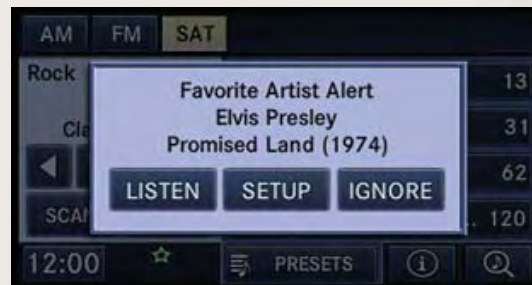 AM FM SAT
Rock
13
Favorite Artist Alert
Elvis Presley
Promised Land (1974)
31
62
LISTEN SETUP IGNORE
.. 120
12:00 PRESETS